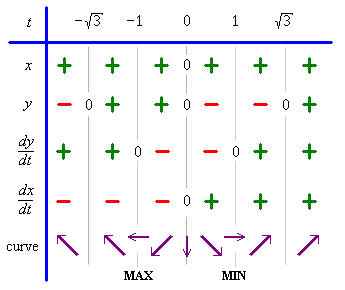 t −√3 −1 0 1 √3
x + + + 0 + + +
y − 0 + + 0 − − 0 +
dy/dt + + 0 − − 0 + +
dx/dt − − − 0 + + +
curve
MAX MIN